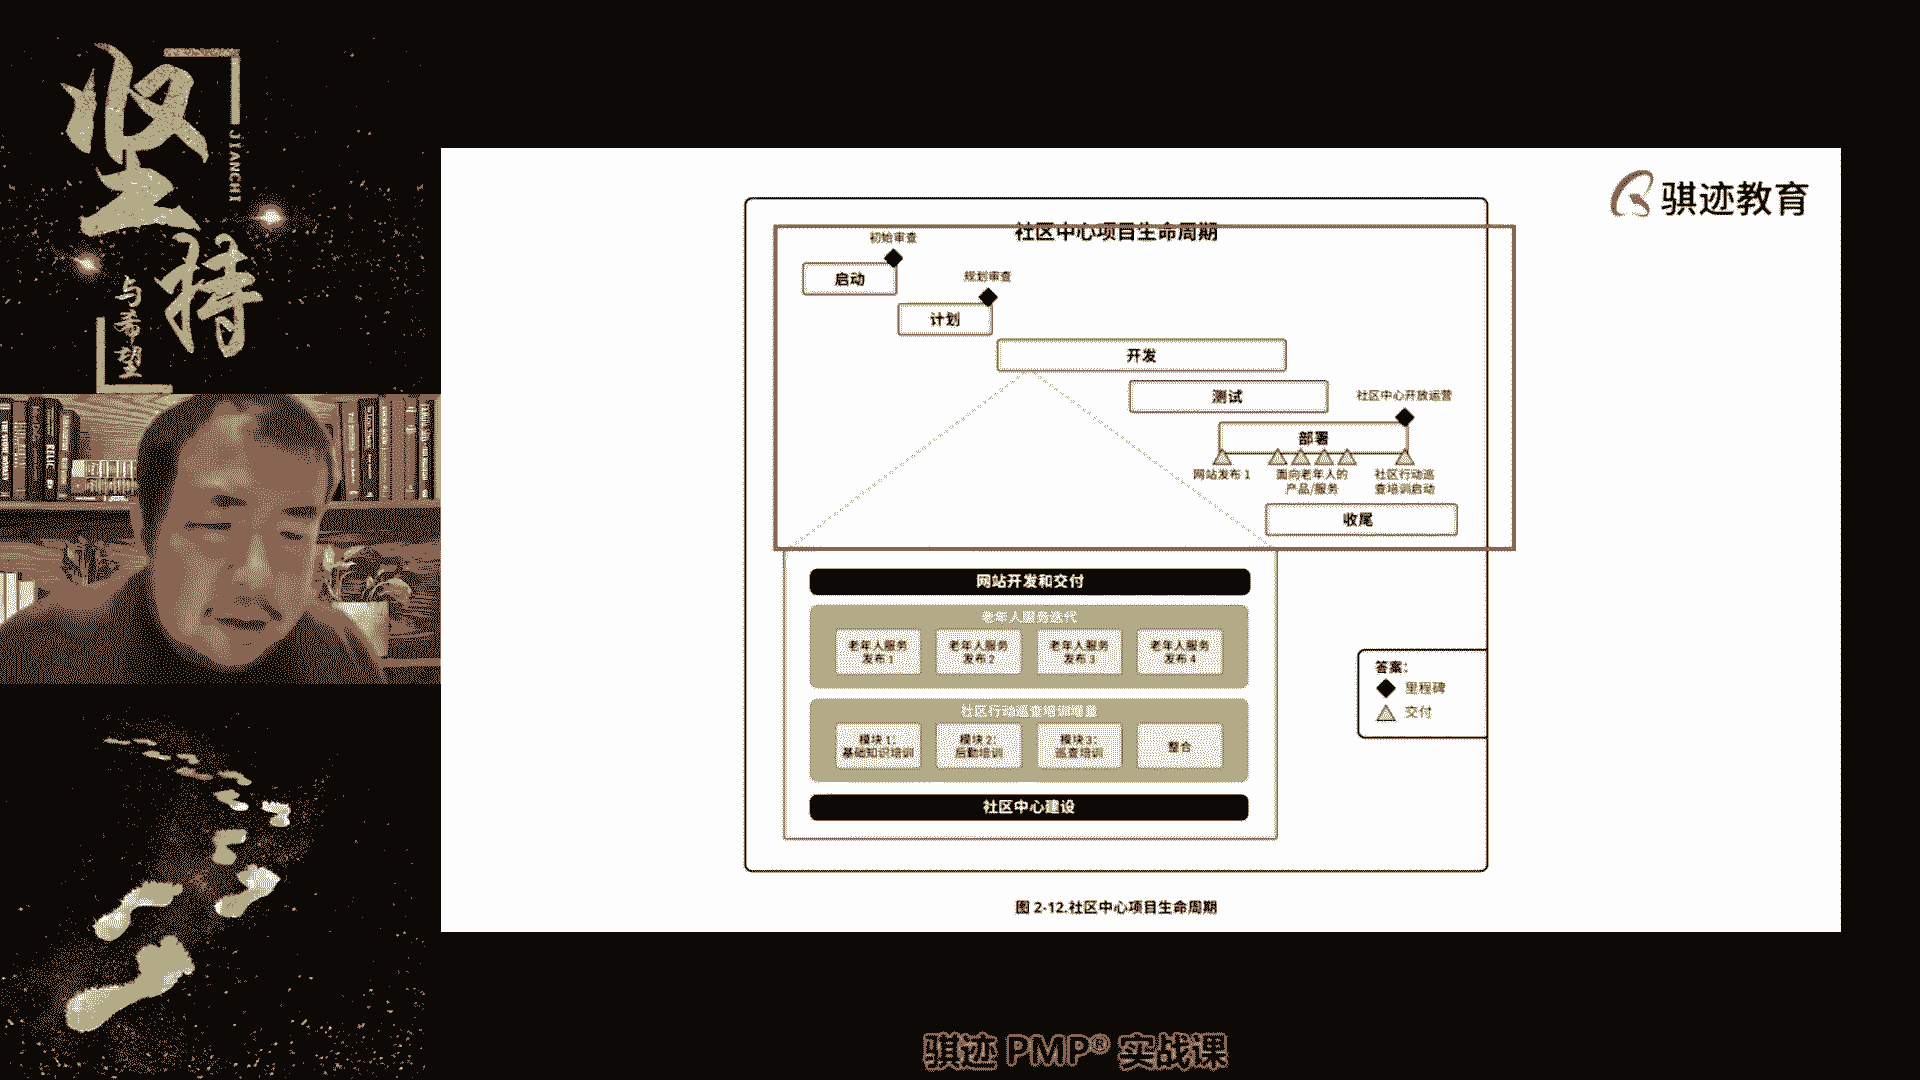 坚持
JIANCHI
与希望
骐迹教育
社区中心项目生命周期
初始审查
启动
规划审查
计划
开发
测试
社区中心开放运营
部署
网站发布 1
面向老年人的
产品/服务
社区行动巡
查培训启动
收尾
网站开发和交付
老年人服务迭代
老年人服务
发布 1
老年人服务
发布 2
老年人服务
发布 3
老年人服务
发布 4
社区行动巡查培训增量
模块 1:
基础知识培训
模块 2:
后勤培训
模块 3:
巡查培训
整合
社区中心建设
答案:
里程碑
交付
图 2-12.社区中心项目生命周期
骐迹 PMP® 实战课